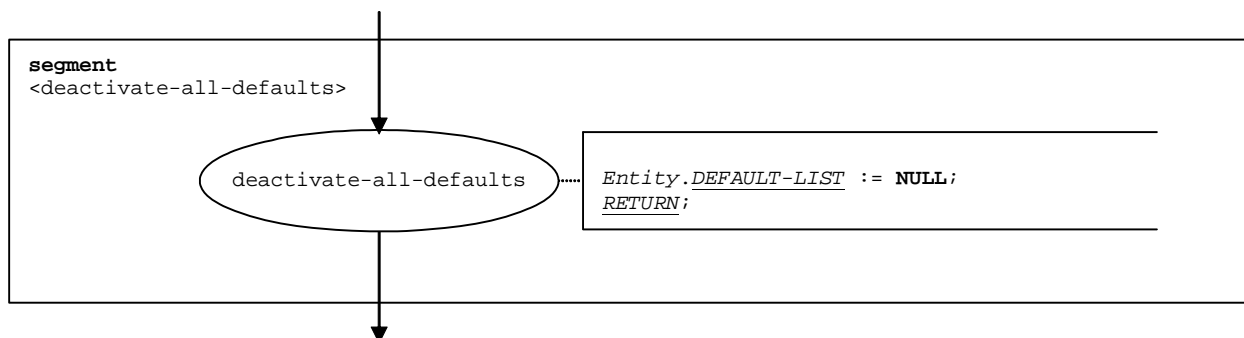 segment
<deactivate-all-defaults>
deactivate-all-defaults
Entity.DEFAULT-LIST := NULL;
RETURN;